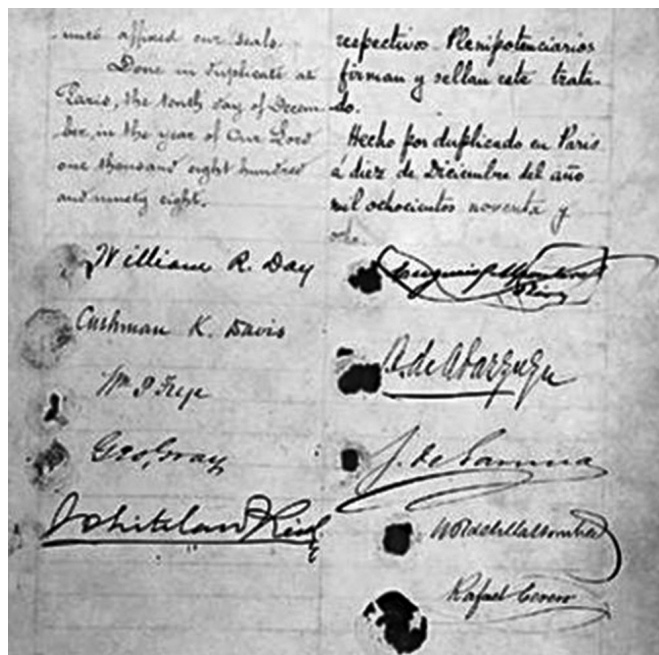 affixed our seals.
Done in duplicate at
Paris, the tenth day of Decem-
ber, in the year of Our Lord
one thousand eight hundred
and ninety eight.
William R. Day
Cushman K. Davis
Wm P. Frye
Geo. Gray
Whitelaw Reid
respectivos Plenipotenciarios
firman y sellan este trata-
do.
Hecho por duplicado en Paris
á diez de Diciembre del año
mil ochocientos noventa y
ocho.
B. de Abarzuza
J. de Garnica
W R de Villa Urrutia
Rafael Cerero